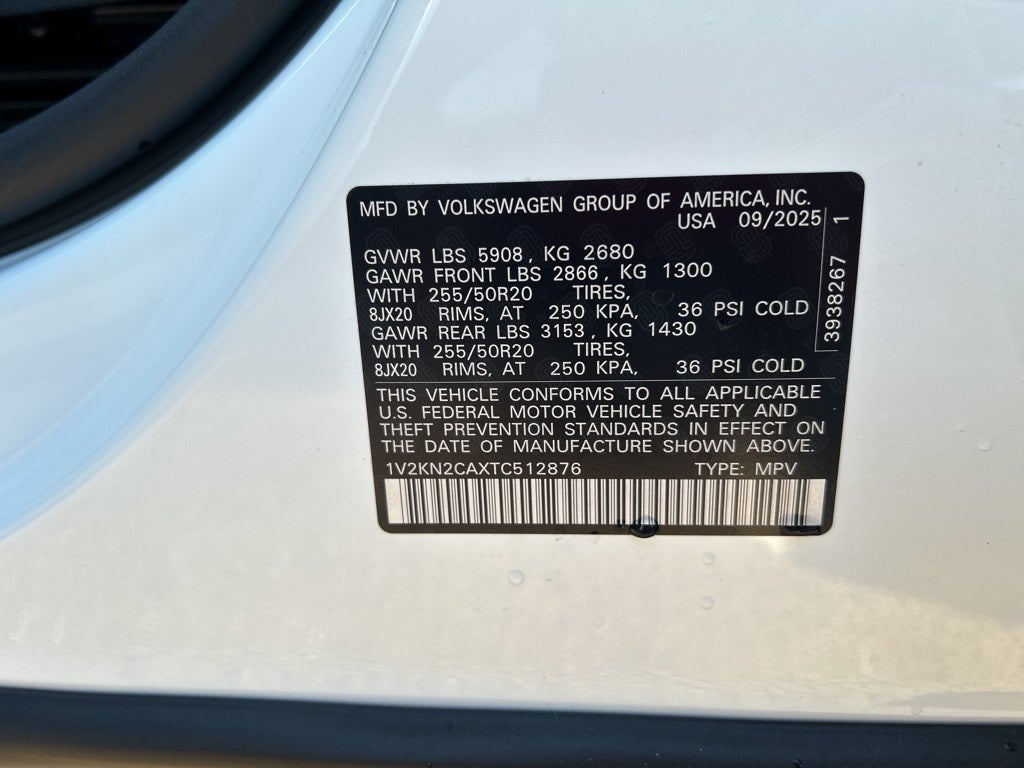 MFD BY VOLKSWAGEN GROUP OF AMERICA, INC.
USA 09/2025
GVWR LBS 5908, KG 2680
GAWR FRONT LBS 2866, KG 1300
WITH 255/50R20 TIRES,
8JX20 RIMS, AT 250 KPA, 36 PSI COLD
GAWR REAR LBS 3153, KG 1430
WITH 255/50R20 TIRES,
8JX20 RIMS, AT 250 KPA, 36 PSI COLD
3938267 1
THIS VEHICLE CONFORMS TO ALL APPLICABLE
U.S. FEDERAL MOTOR VEHICLE SAFETY AND
THEFT PREVENTION STANDARDS IN EFFECT ON
THE DATE OF MANUFACTURE SHOWN ABOVE.
1V2KN2CAXTC512876 TYPE: MPV